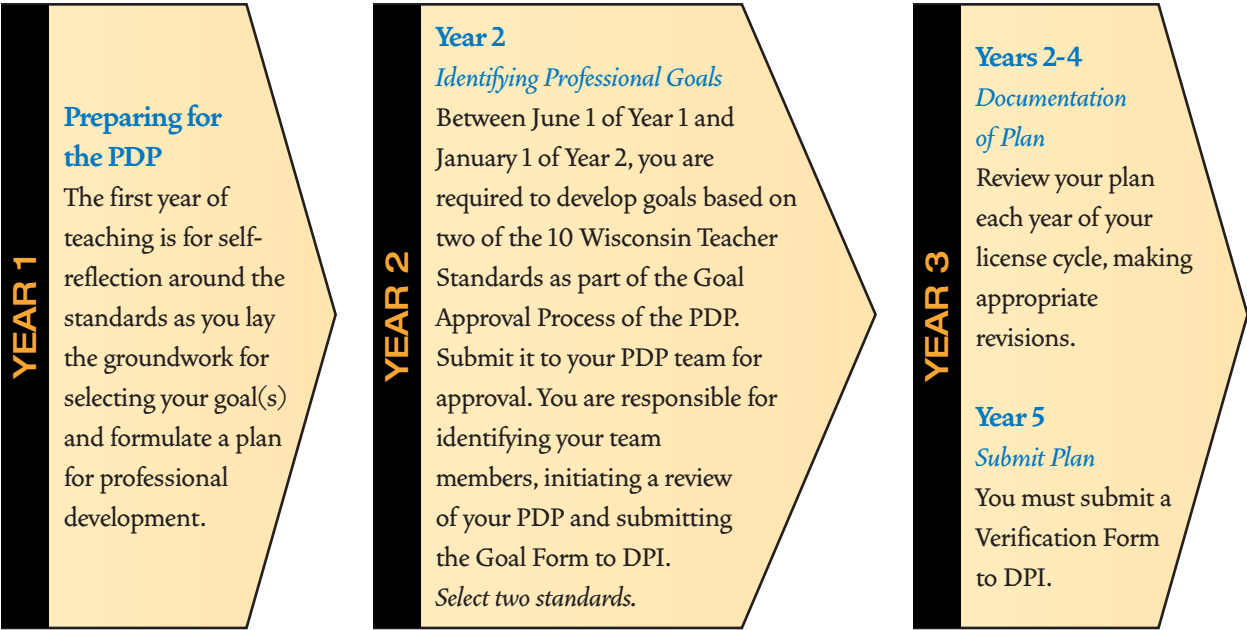 YEAR 1
Preparing for
the PDP
The first year of
teaching is for self-
reflection around the
standards as you lay
the groundwork for
selecting your goal(s)
and formulate a plan
for professional
development.
YEAR 2
Year 2
Identifying Professional Goals
Between June 1 of Year 1 and
January 1 of Year 2, you are
required to develop goals based on
two of the 10 Wisconsin Teacher
Standards as part of the Goal
Approval Process of the PDP.
Submit it to your PDP team for
approval. You are responsible for
identifying your team
members, initiating a review
of your PDP and submitting
the Goal Form to DPI.
Select two standards.
YEAR 3
Years 2-4
Documentation
of Plan
Review your plan
each year of your
license cycle, making
appropriate
revisions.
Year 5
Submit Plan
You must submit a
Verification Form
to DPI.